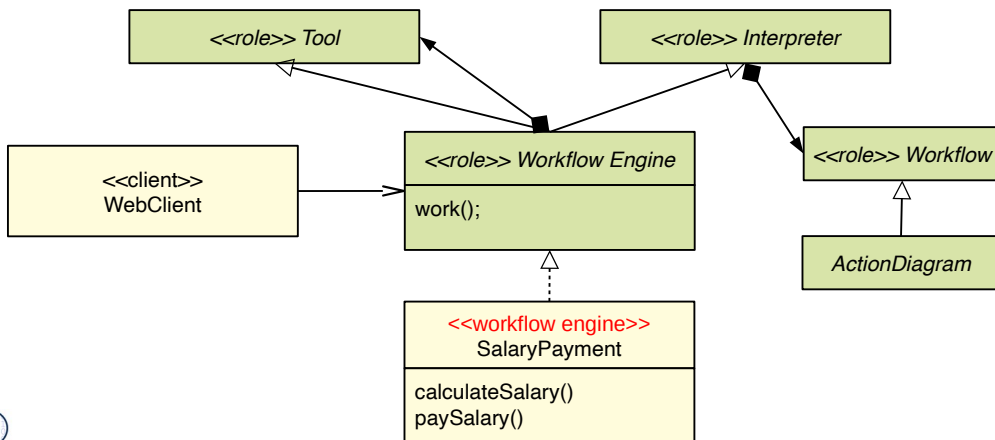 <<role>> Tool
<<role>> Interpreter
<<client>>
WebClient
<<role>> Workflow Engine
work();
<<role>> Workflow
ActionDiagram
<<workflow engine>>
SalaryPayment
calculateSalary()
paySalary()